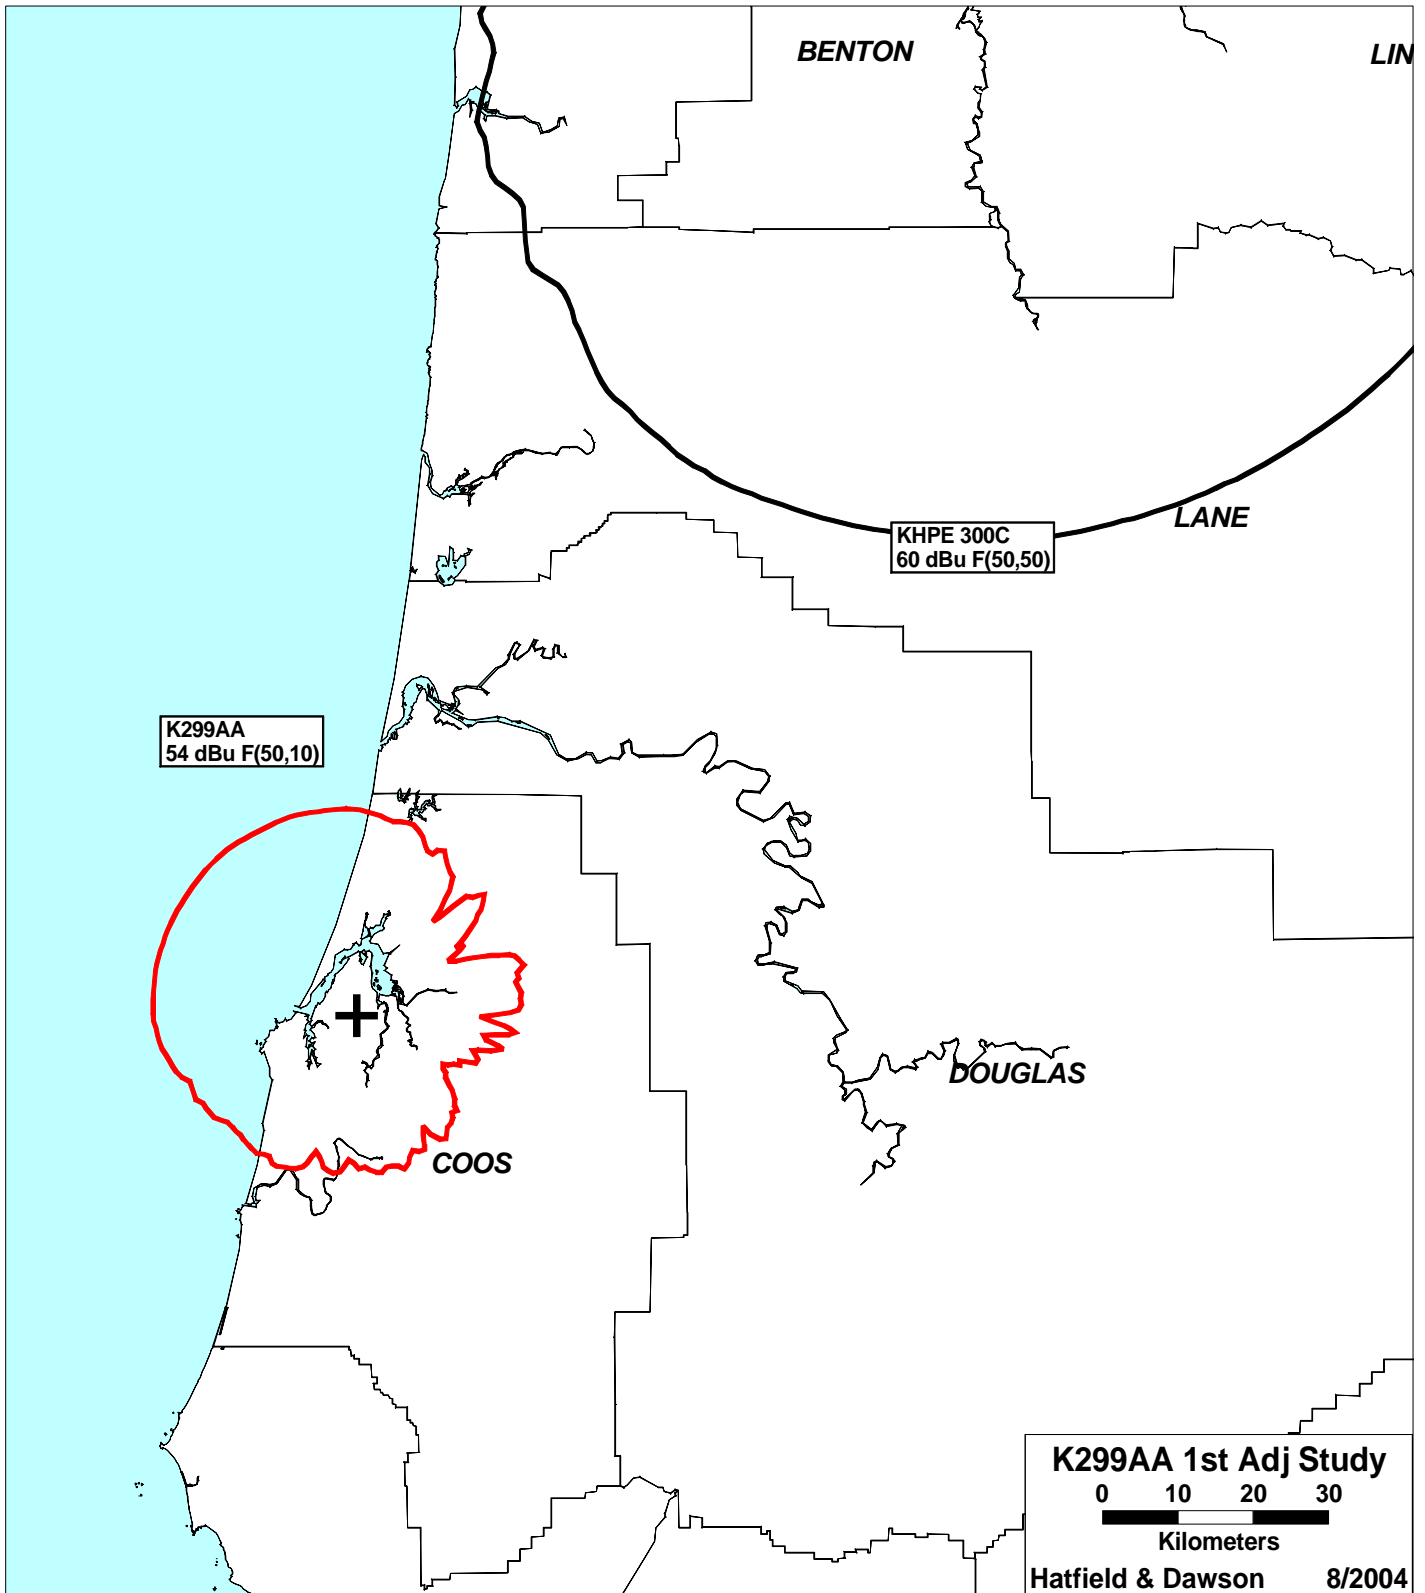 BENTON
LIN
LANE
KHPE 300C
60 dBu F(50,50)
K299AA
54 dBu F(50,10)
DOUGLAS
COOS
K299AA 1st Adj Study
0 10 20 30
Kilometers
Hatfield & Dawson 8/2004